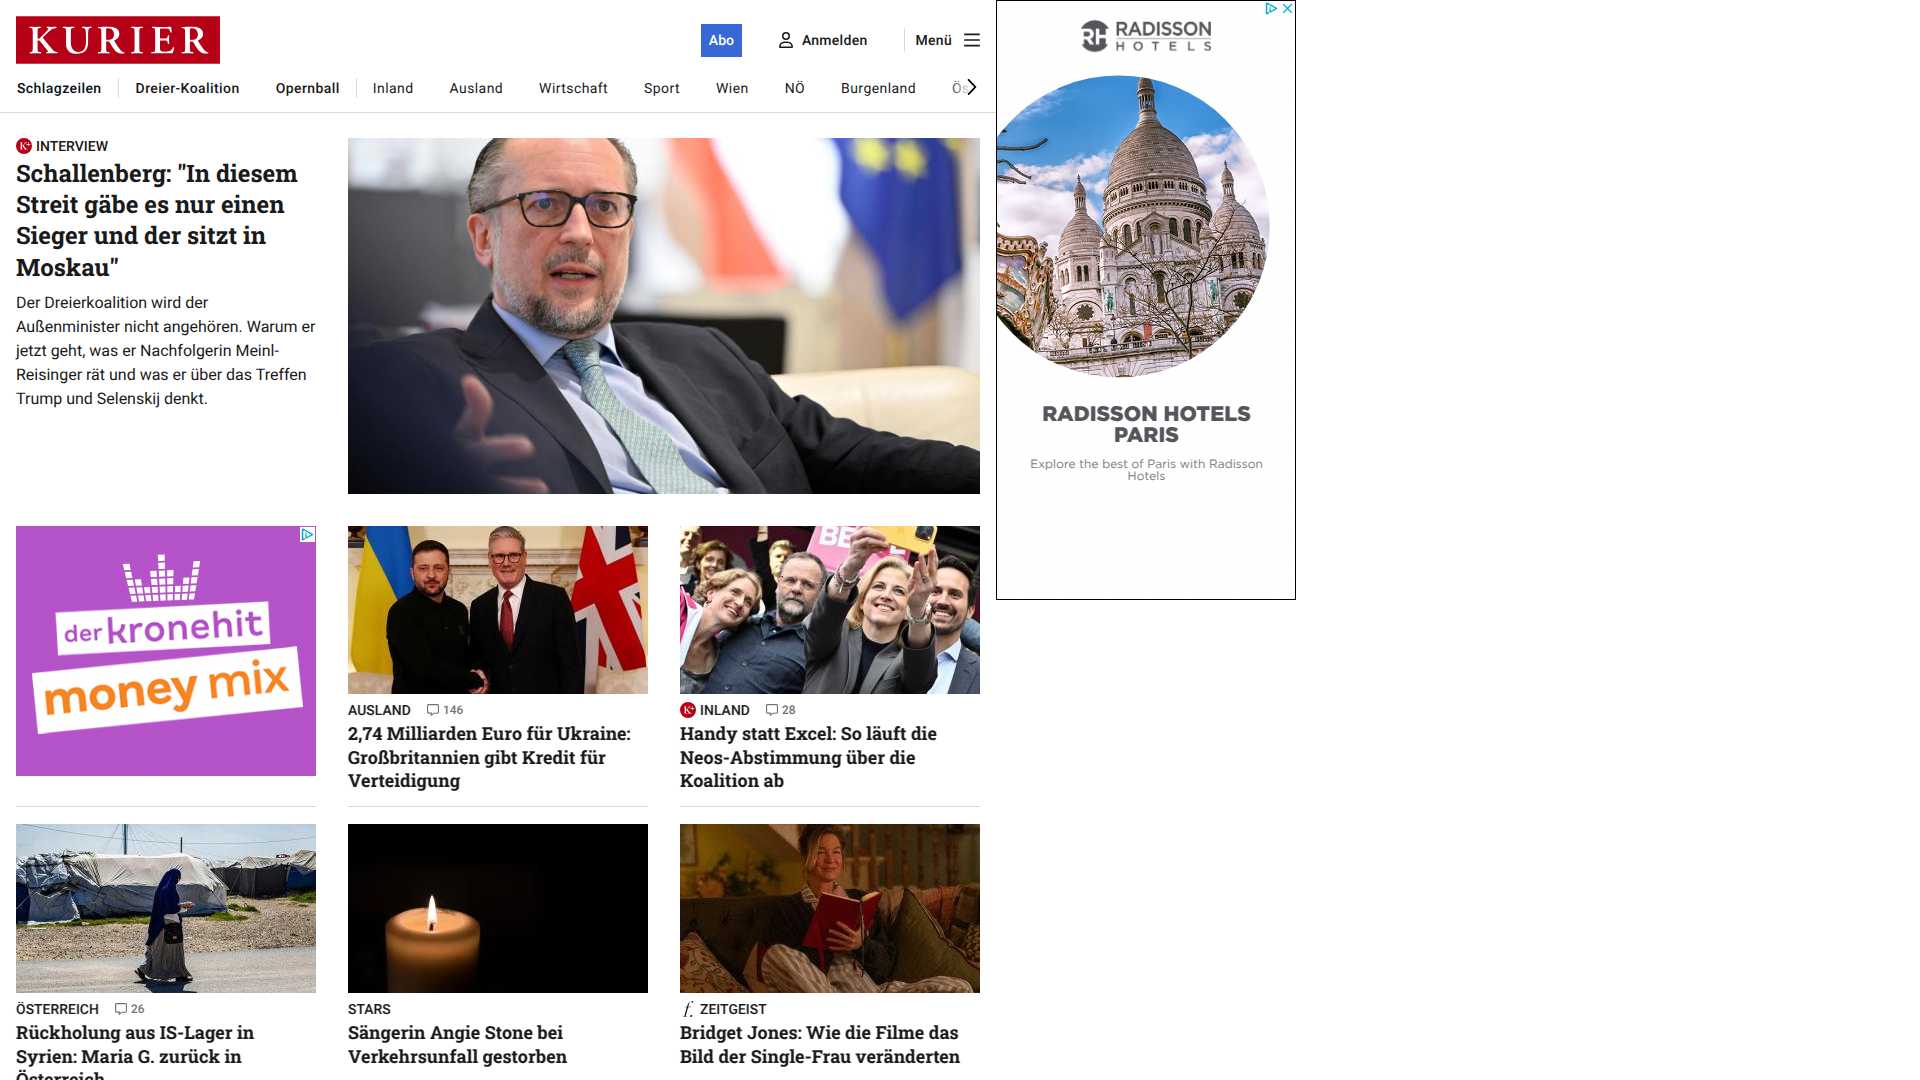 KURIER
Abo
Anmelden
Menü
Schlagzeilen
Dreier-Koalition
Opernball
Inland
Ausland
Wirtschaft
Sport
Wien
NÖ
Burgenland
INTERVIEW
Schallenberg: "In diesem
Streit gäbe es nur einen
Sieger und der sitzt in
Moskau"
Der Dreierkoalition wird der
Außenminister nicht angehören. Warum er
jetzt geht, was er Nachfolgerin Meinl-
Reisinger rät und was er über das Treffen
Trump und Selenskij denkt.
RADISSON
HOTELS
RADISSON HOTELS
PARIS
Explore the best of Paris with Radisson
Hotels
der kronehit
money mix
AUSLAND 146
2,74 Milliarden Euro für Ukraine:
Großbritannien gibt Kredit für
Verteidigung
INLAND 28
Handy statt Excel: So läuft die
Neos-Abstimmung über die
Koalition ab
ÖSTERREICH 26
Rückholung aus IS-Lager in
Syrien: Maria G. zurück in
Österreich
STARS
Sängerin Angie Stone bei
Verkehrsunfall gestorben
ZEITGEIST
Bridget Jones: Wie die Filme das
Bild der Single-Frau veränderten